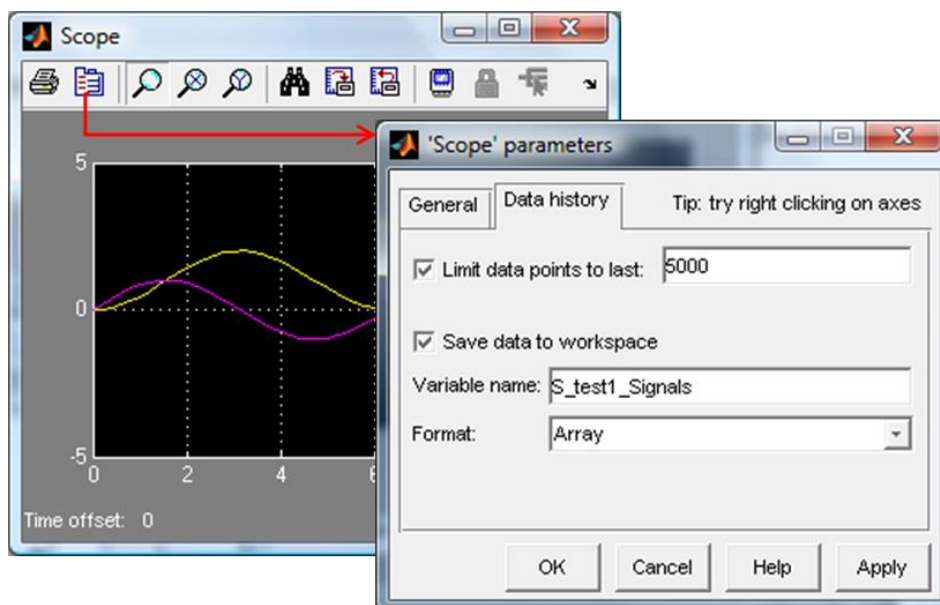 Scope
5
0
-5
0
2
4
6
Time offset: 0
'Scope' parameters
General
Data history
Tip: try right clicking on axes
Limit data points to last:
5000
Save data to workspace
Variable name:
S_test1_Signals
Format:
Array
OK
Cancel
Help
Apply